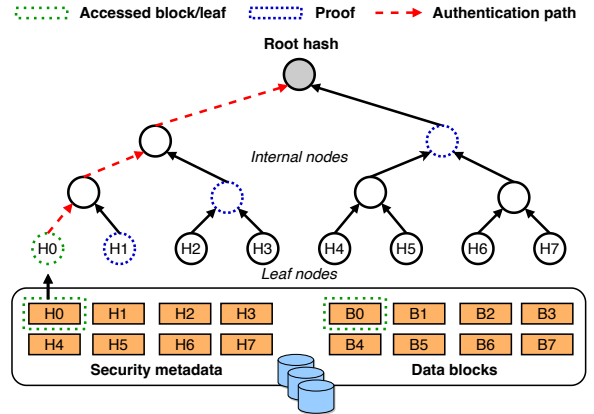 Accessed block/leaf Proof Authentication path
Root hash
Internal nodes
H0 H1 H2 H3 H4 H5 H6 H7
Leaf nodes
H0 H1 H2 H3 B0 B1 B2 B3
H4 H5 H6 H7 B4 B5 B6 B7
Security metadata Data blocks